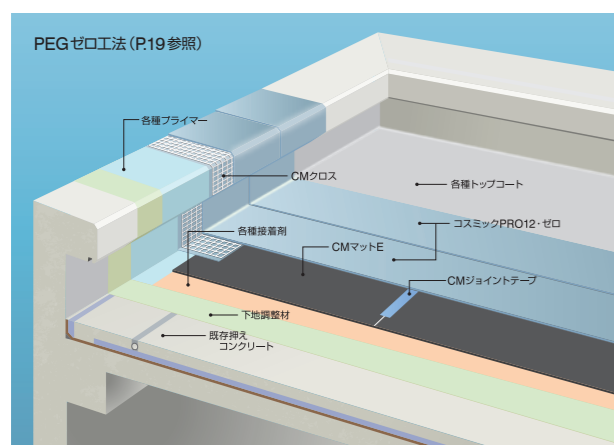 PEGゼロ工法(P.19参照)
各種プライマー
CMクロス
各種トップコート
コスミックPRO12・ゼロ
各種接着剤
CMマットE
CMジョイントテープ
下地調整材
既存押え
コンクリート